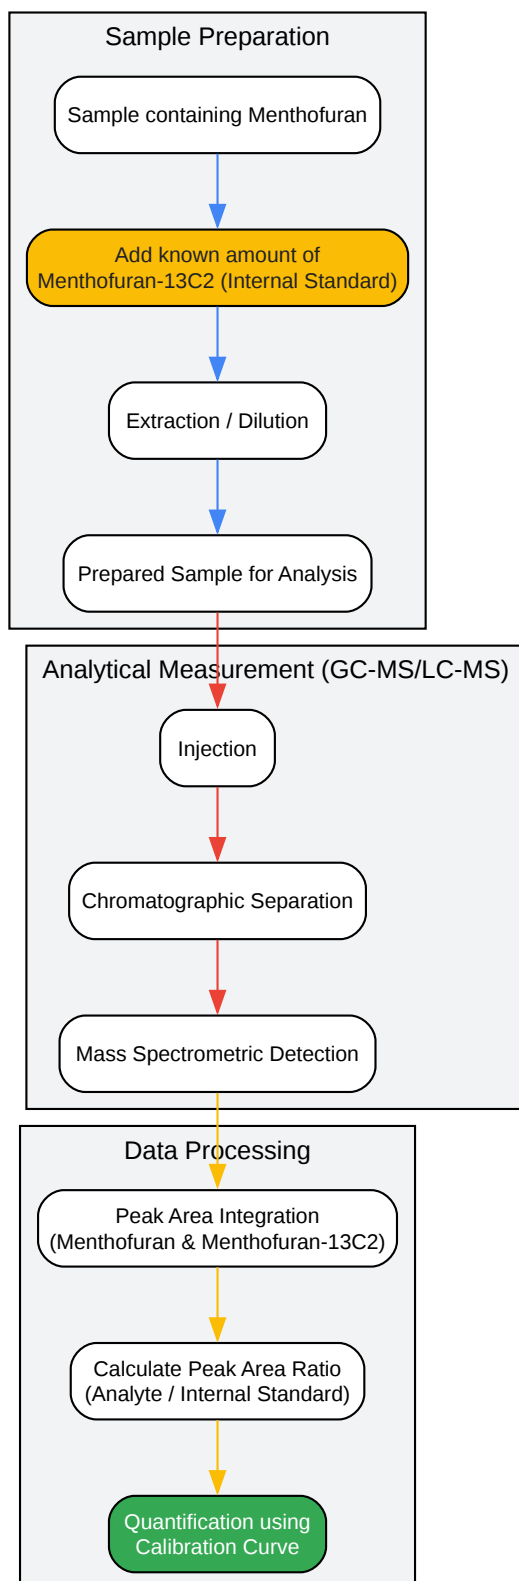 Sample Preparation
Sample containing Menthofuran
Add known amount of
Menthofuran-13C2 (Internal Standard)
Extraction / Dilution
Prepared Sample for Analysis
Analytical Measurement (GC-MS/LC-MS)
Injection
Chromatographic Separation
Mass Spectrometric Detection
Data Processing
Peak Area Integration
(Menthofuran & Menthofuran-13C2)
Calculate Peak Area Ratio
(Analyte / Internal Standard)
Quantification using
Calibration Curve